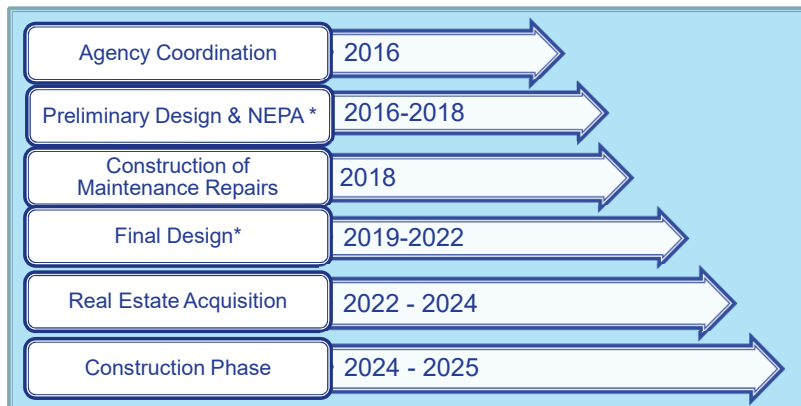 Agency Coordination 2016
Preliminary Design & NEPA * 2016-2018
Construction of
Maintenance Repairs 2018
Final Design* 2019-2022
Real Estate Acquisition 2022 - 2024
Construction Phase 2024 - 2025